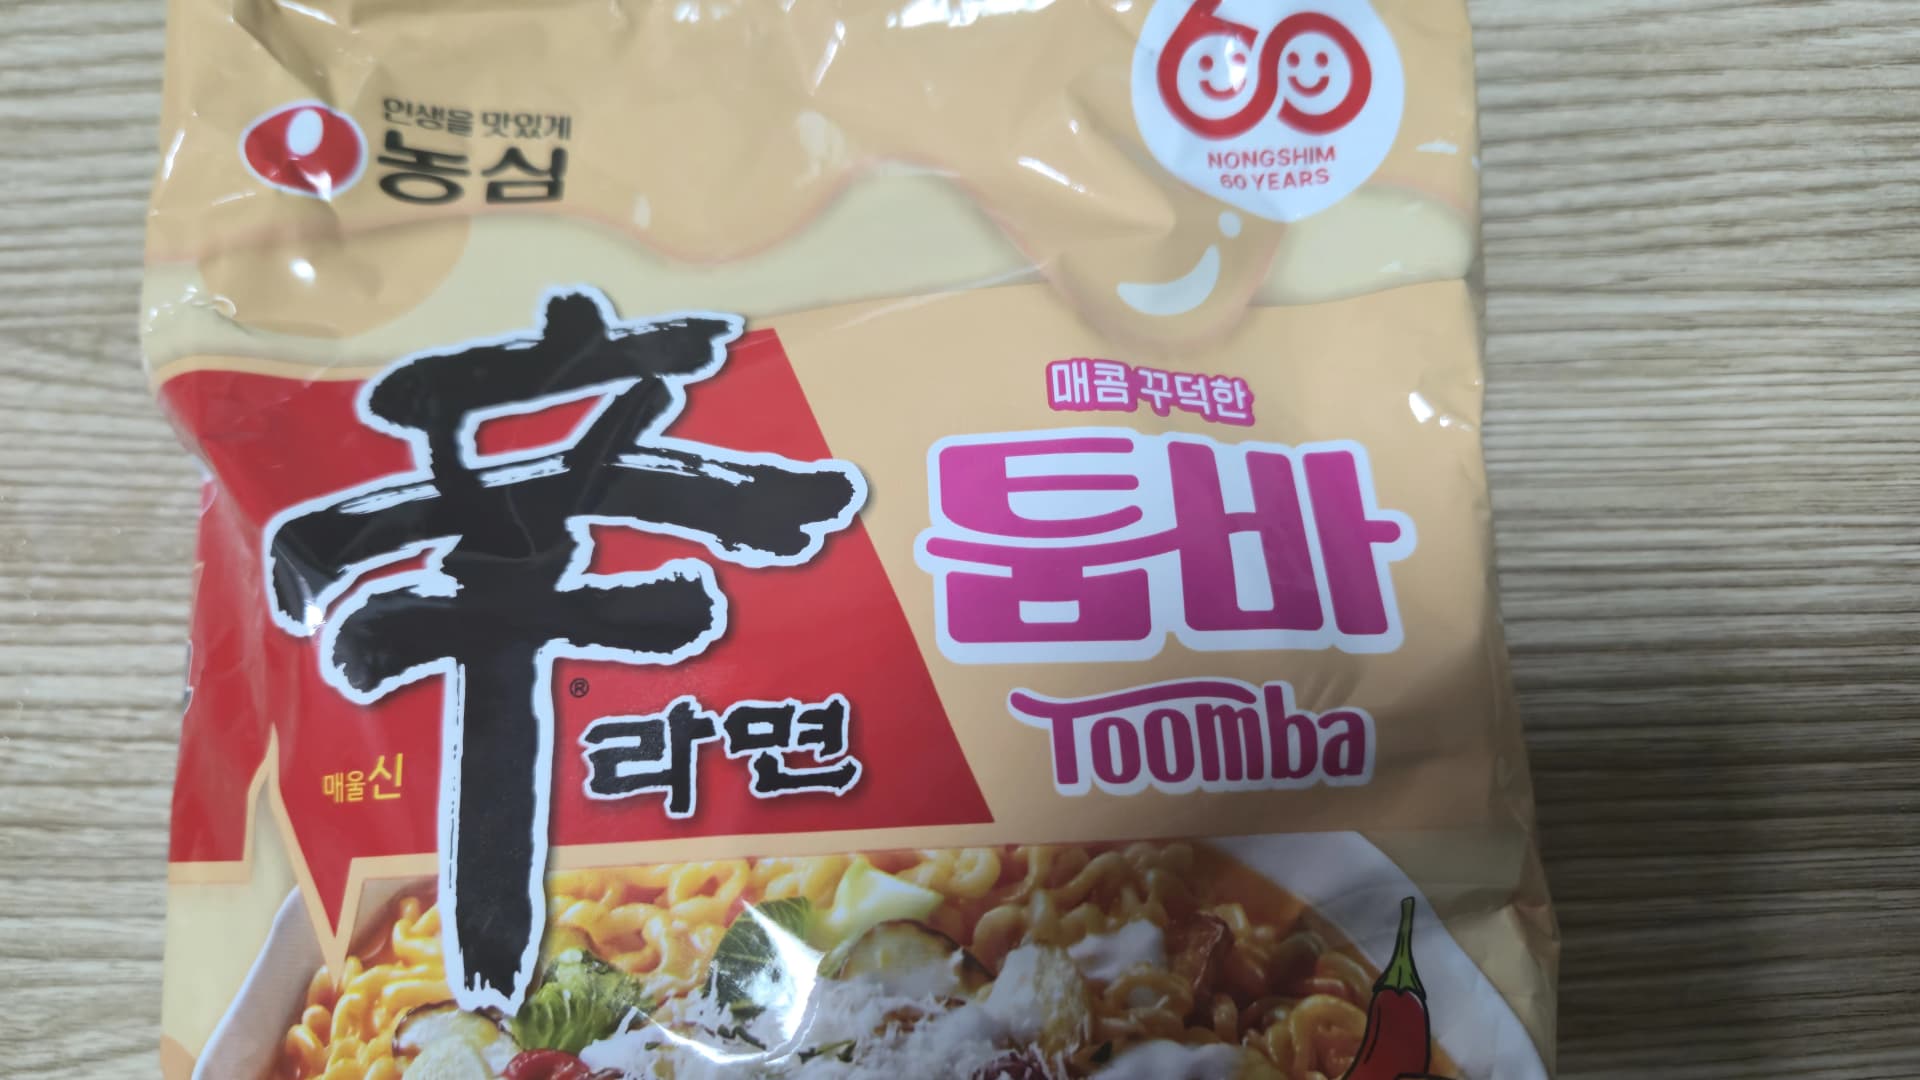 인생을 맛있게
농심
60
NONGSHIM
60 YEARS
매콤 꾸덕한
툼바
Toomba
辛
®
라면
매울신